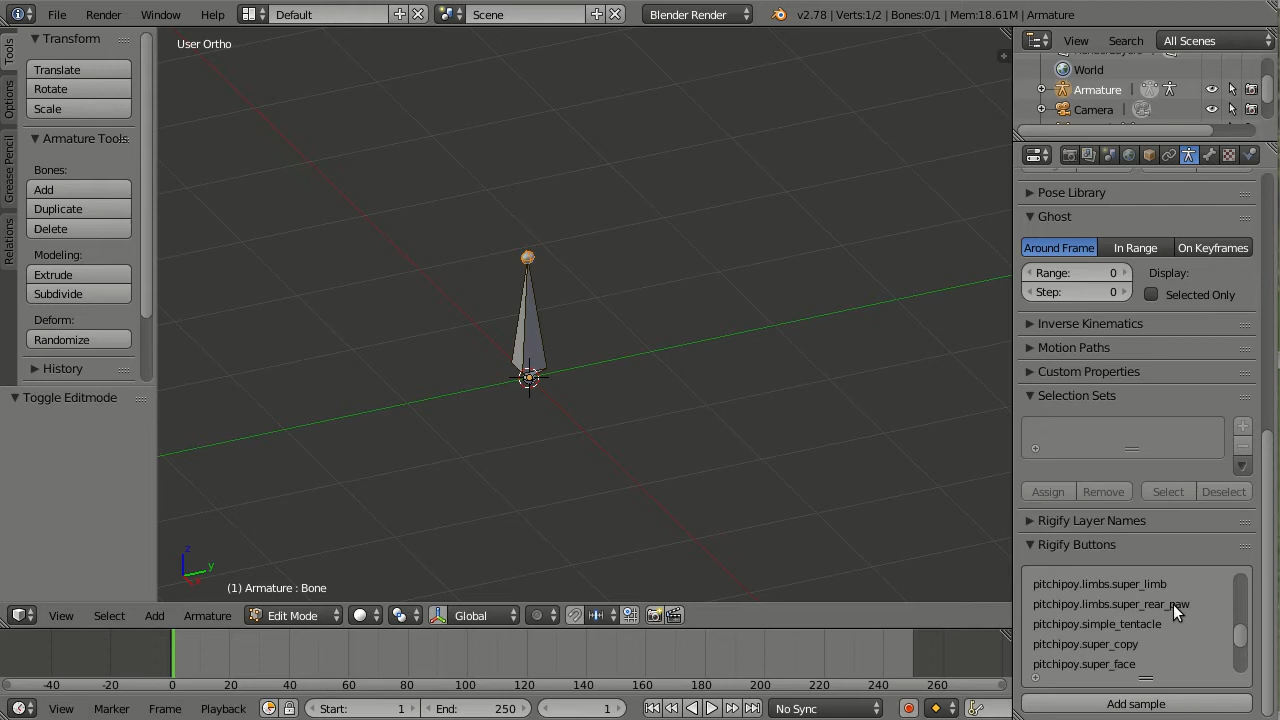 File Render Window Help Default Scene Blender Render v2.78 | Verts:1/2 | Bones:0/1 | Mem:18.61M | Armature
Tools
Options
Grease Pencil
Relations
Transform
Translate
Rotate
Scale
Armature Tools
Bones:
Add
Duplicate
Delete
Modeling:
Extrude
Subdivide
Deform:
Randomize
History
Toggle Editmode
User Ortho
z
y
(1) Armature : Bone
View Select Add Armature Edit Mode Global
-40 -20 0 20 40 60 80 100 120 140 160 180 200 220 240 260
View Marker Frame Playback Start: 1 End: 250 1 No Sync
View Search All Scenes
World
Armature
Camera
Pose Library
Ghost
Around Frame In Range On Keyframes
Range: 0 Display:
Step: 0 Selected Only
Inverse Kinematics
Motion Paths
Custom Properties
Selection Sets
Assign Remove Select Deselect
Rigify Layer Names
Rigify Buttons
pitchipoy.limbs.super_limb
pitchipoy.limbs.super_rear_paw
pitchipoy.simple_tentacle
pitchipoy.super_copy
pitchipoy.super_face
Add sample